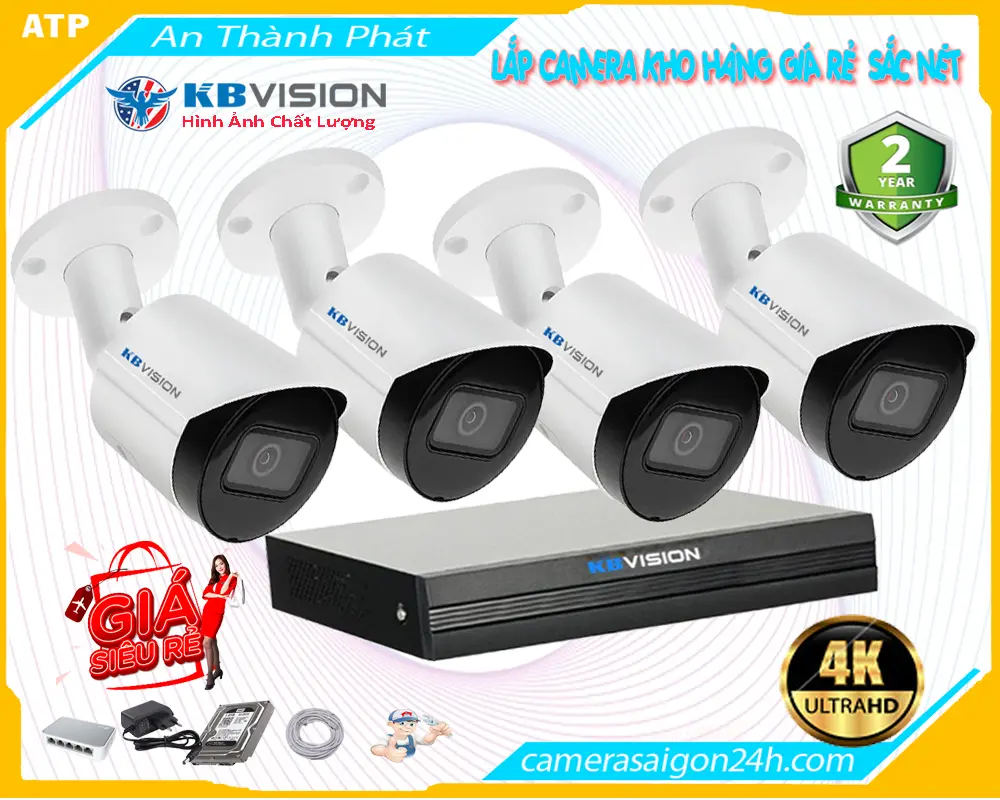 ATP
An Thành Phát
LẮP CAMERA KHO HÀNG GIÁ RẺ SẮC NÉT
KBVISION
Hình Ảnh Chất Lượng
2
YEAR
WARRANTY
KBVISION
KBVISION
KBVISION
KBVISION
KBVISION
GIÁ
SIÊU RẺ
4K
ULTRAHD
camerasaigon24h.com